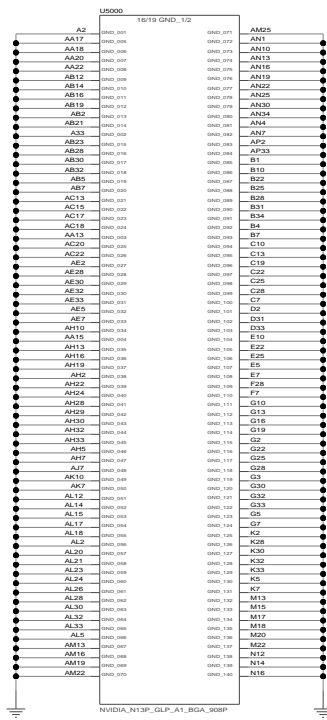 U5000
16/19 GND_1/2
A2 GND_001 GND_071 AM25
AA17 GND_005 GND_072 AN1
AA18 GND_006 GND_073 AN10
AA20 GND_007 GND_074 AN13
AA22 GND_008 GND_075 AN16
AB12 GND_009 GND_076 AN19
AB14 GND_010 GND_077 AN22
AB16 GND_011 GND_078 AN25
AB19 GND_012 GND_079 AN30
AB2 GND_013 GND_080 AN34
AB21 GND_014 GND_081 AN4
A33 GND_002 GND_082 AN7
AB23 GND_015 GND_083 AP2
AB28 GND_016 GND_084 AP33
AB30 GND_017 GND_085 B1
AB32 GND_018 GND_086 B10
AB5 GND_019 GND_087 B22
AB7 GND_020 GND_088 B25
AC13 GND_021 GND_089 B28
AC15 GND_022 GND_090 B31
AC17 GND_023 GND_091 B34
AC18 GND_024 GND_092 B4
AA13 GND_003 GND_093 B7
AC20 GND_025 GND_094 C10
AC22 GND_026 GND_095 C13
AE2 GND_027 GND_096 C19
AE28 GND_028 GND_097 C22
AE30 GND_029 GND_098 C25
AE32 GND_030 GND_099 C28
AE33 GND_031 GND_100 C7
AE5 GND_032 GND_101 D2
AE7 GND_033 GND_102 D31
AH10 GND_034 GND_103 D33
AA15 GND_004 GND_104 E10
AH13 GND_035 GND_105 E22
AH16 GND_036 GND_106 E25
AH19 GND_037 GND_107 E5
AH2 GND_038 GND_108 E7
AH22 GND_039 GND_109 F28
AH24 GND_040 GND_110 F7
AH28 GND_041 GND_111 G10
AH29 GND_042 GND_112 G13
AH30 GND_043 GND_113 G16
AH32 GND_044 GND_114 G19
AH33 GND_045 GND_115 G2
AH5 GND_046 GND_116 G22
AH7 GND_047 GND_117 G25
AJ7 GND_048 GND_118 G28
AK10 GND_049 GND_119 G3
AK7 GND_050 GND_120 G30
AL12 GND_051 GND_121 G32
AL14 GND_052 GND_122 G33
AL15 GND_053 GND_123 G5
AL17 GND_054 GND_124 G7
AL18 GND_055 GND_125 K2
AL2 GND_056 GND_126 K28
AL20 GND_057 GND_127 K30
AL21 GND_058 GND_128 K32
AL23 GND_059 GND_129 K33
AL24 GND_060 GND_130 K5
AL26 GND_061 GND_131 K7
AL28 GND_062 GND_132 M13
AL30 GND_063 GND_133 M15
AL32 GND_064 GND_134 M17
AL33 GND_065 GND_135 M18
AL5 GND_066 GND_136 M20
AM13 GND_067 GND_137 M22
AM16 GND_068 GND_138 N12
AM19 GND_069 GND_139 N14
AM22 GND_070 GND_140 N16
NVIDIA_N13P_GLP_A1_BGA_908P